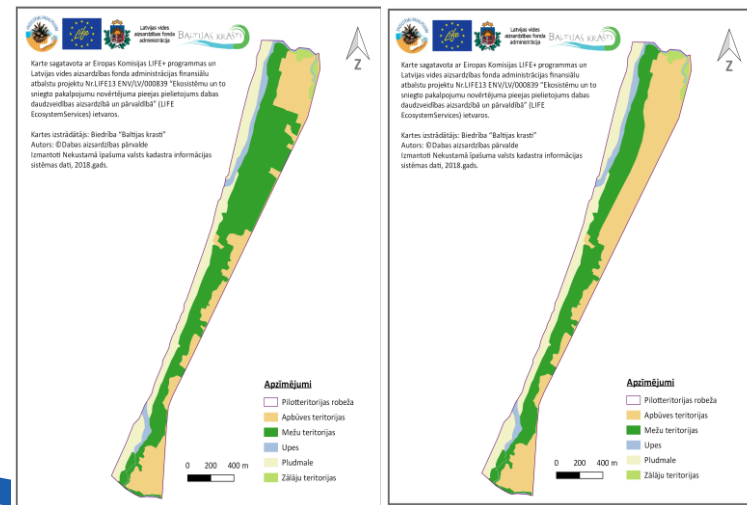 Latvijas vides
aizsardzības fonda
administrācija
BALTIJAS KRASTI
Karte sagatavota ar Eiropas Komisijas LIFE+ programmas un
Latvijas vides aizsardzības fonda administrācijas finansiālu
atbalstu projektu Nr.LIFE13 ENV/LV/000839 "Ekosistēmu un to
sniegto pakalpojumu novērtējuma pieejas pielietojums dabas
daudzveidības aizsardzībā un pārvaldībā" (LIFE
EcosystemServices) ietvaros.
Kartes izstrādātājs: Biedrība "Baltijas krasti"
Autors: ©Dabas aizsardzības pārvalde
Izmantoti Nekustamā īpašuma valsts kadastra informācijas
sistēmas dati, 2018.gads.
Z
Apzīmējumi
Pilotteritorijas robeža
Apbūves teritorijas
Mežu teritorijas
Upes
Pludmale
Zālāju teritorijas
0 200 400 m
Latvijas vides
aizsardzības fonda
administrācija
BALTIJAS KRASTI
Karte sagatavota ar Eiropas Komisijas LIFE+ programmas un
Latvijas vides aizsardzības fonda administrācijas finansiālu
atbalstu projektu Nr.LIFE13 ENV/LV/000839 "Ekosistēmu un to
sniegto pakalpojumu novērtējuma pieejas pielietojums dabas
daudzveidības aizsardzībā un pārvaldībā" (LIFE
EcosystemServices) ietvaros.
Kartes izstrādātājs: Biedrība "Baltijas krasti"
Autors: ©Dabas aizsardzības pārvalde
Izmantoti Nekustamā īpašuma valsts kadastra informācijas
sistēmas dati, 2018.gads.
Z
Apzīmējumi
Pilotteritorijas robeža
Apbūves teritorijas
Mežu teritorijas
Upes
Pludmale
Zālāju teritorijas
0 200 400 m